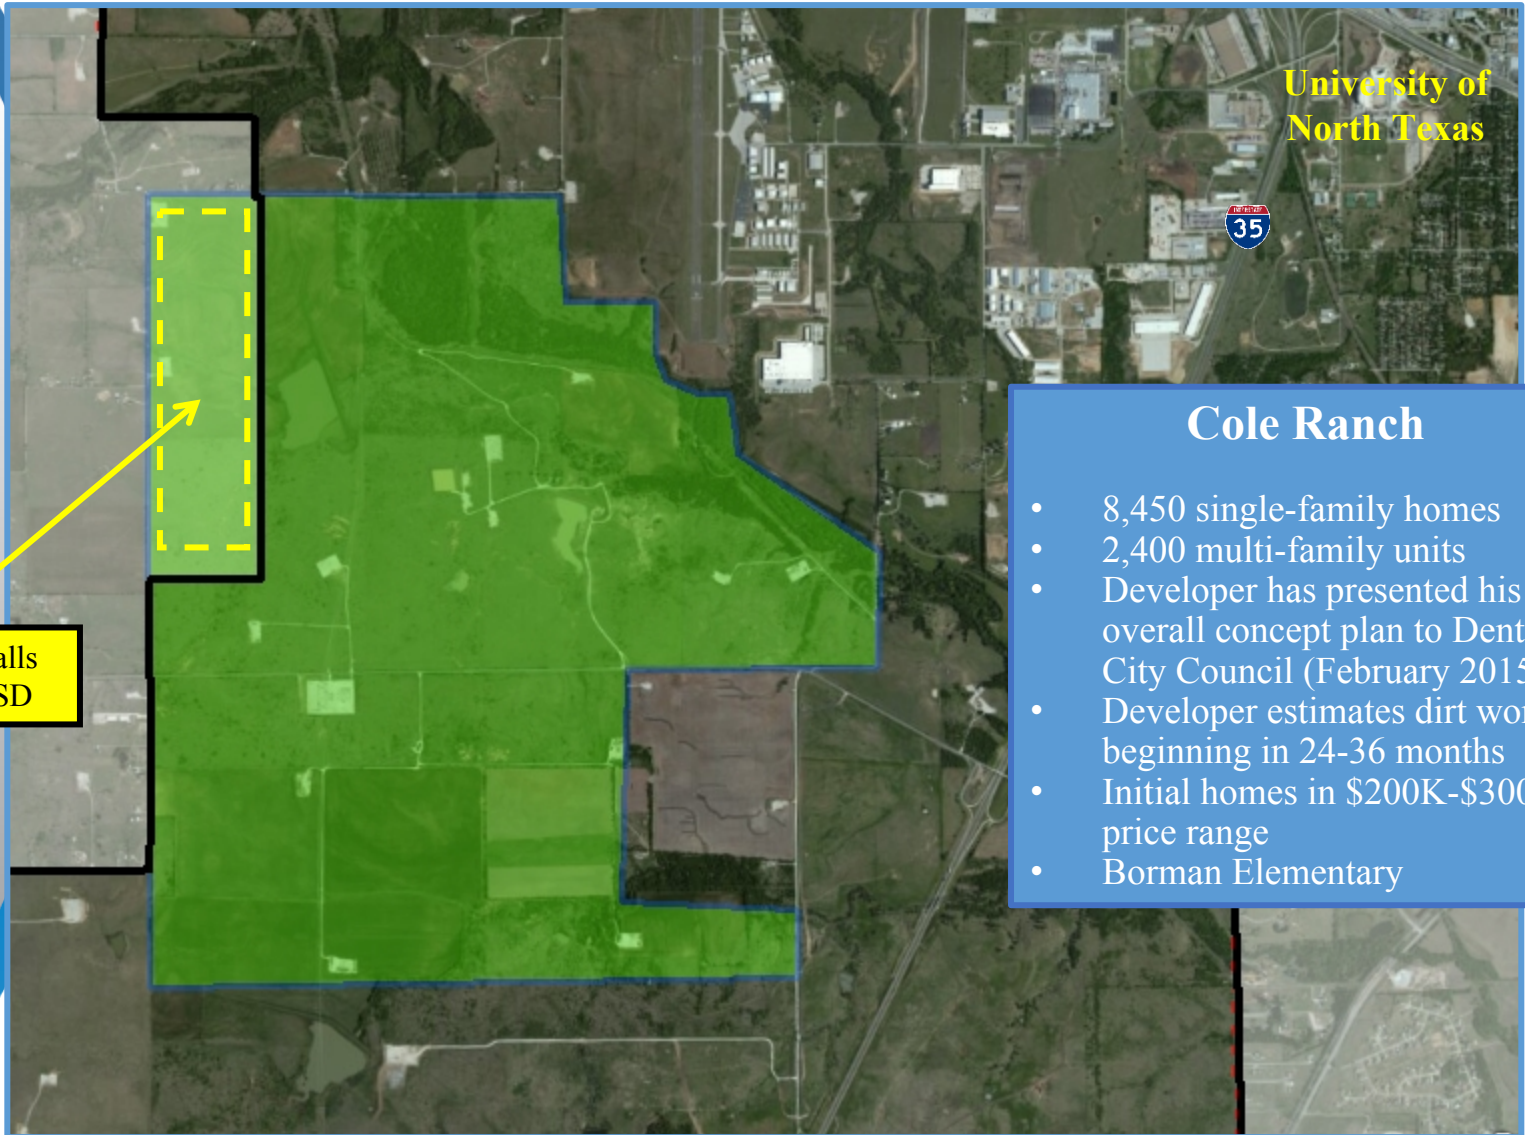 University of
North Texas
INTERSTATE
35
Cole Ranch
• 8,450 single-family homes
• 2,400 multi-family units
• Developer has presented his
overall concept plan to Dent
City Council (February 2015
• Developer estimates dirt wor
beginning in 24-36 months
• Initial homes in $200K-$300
price range
• Borman Elementary
alls
SD